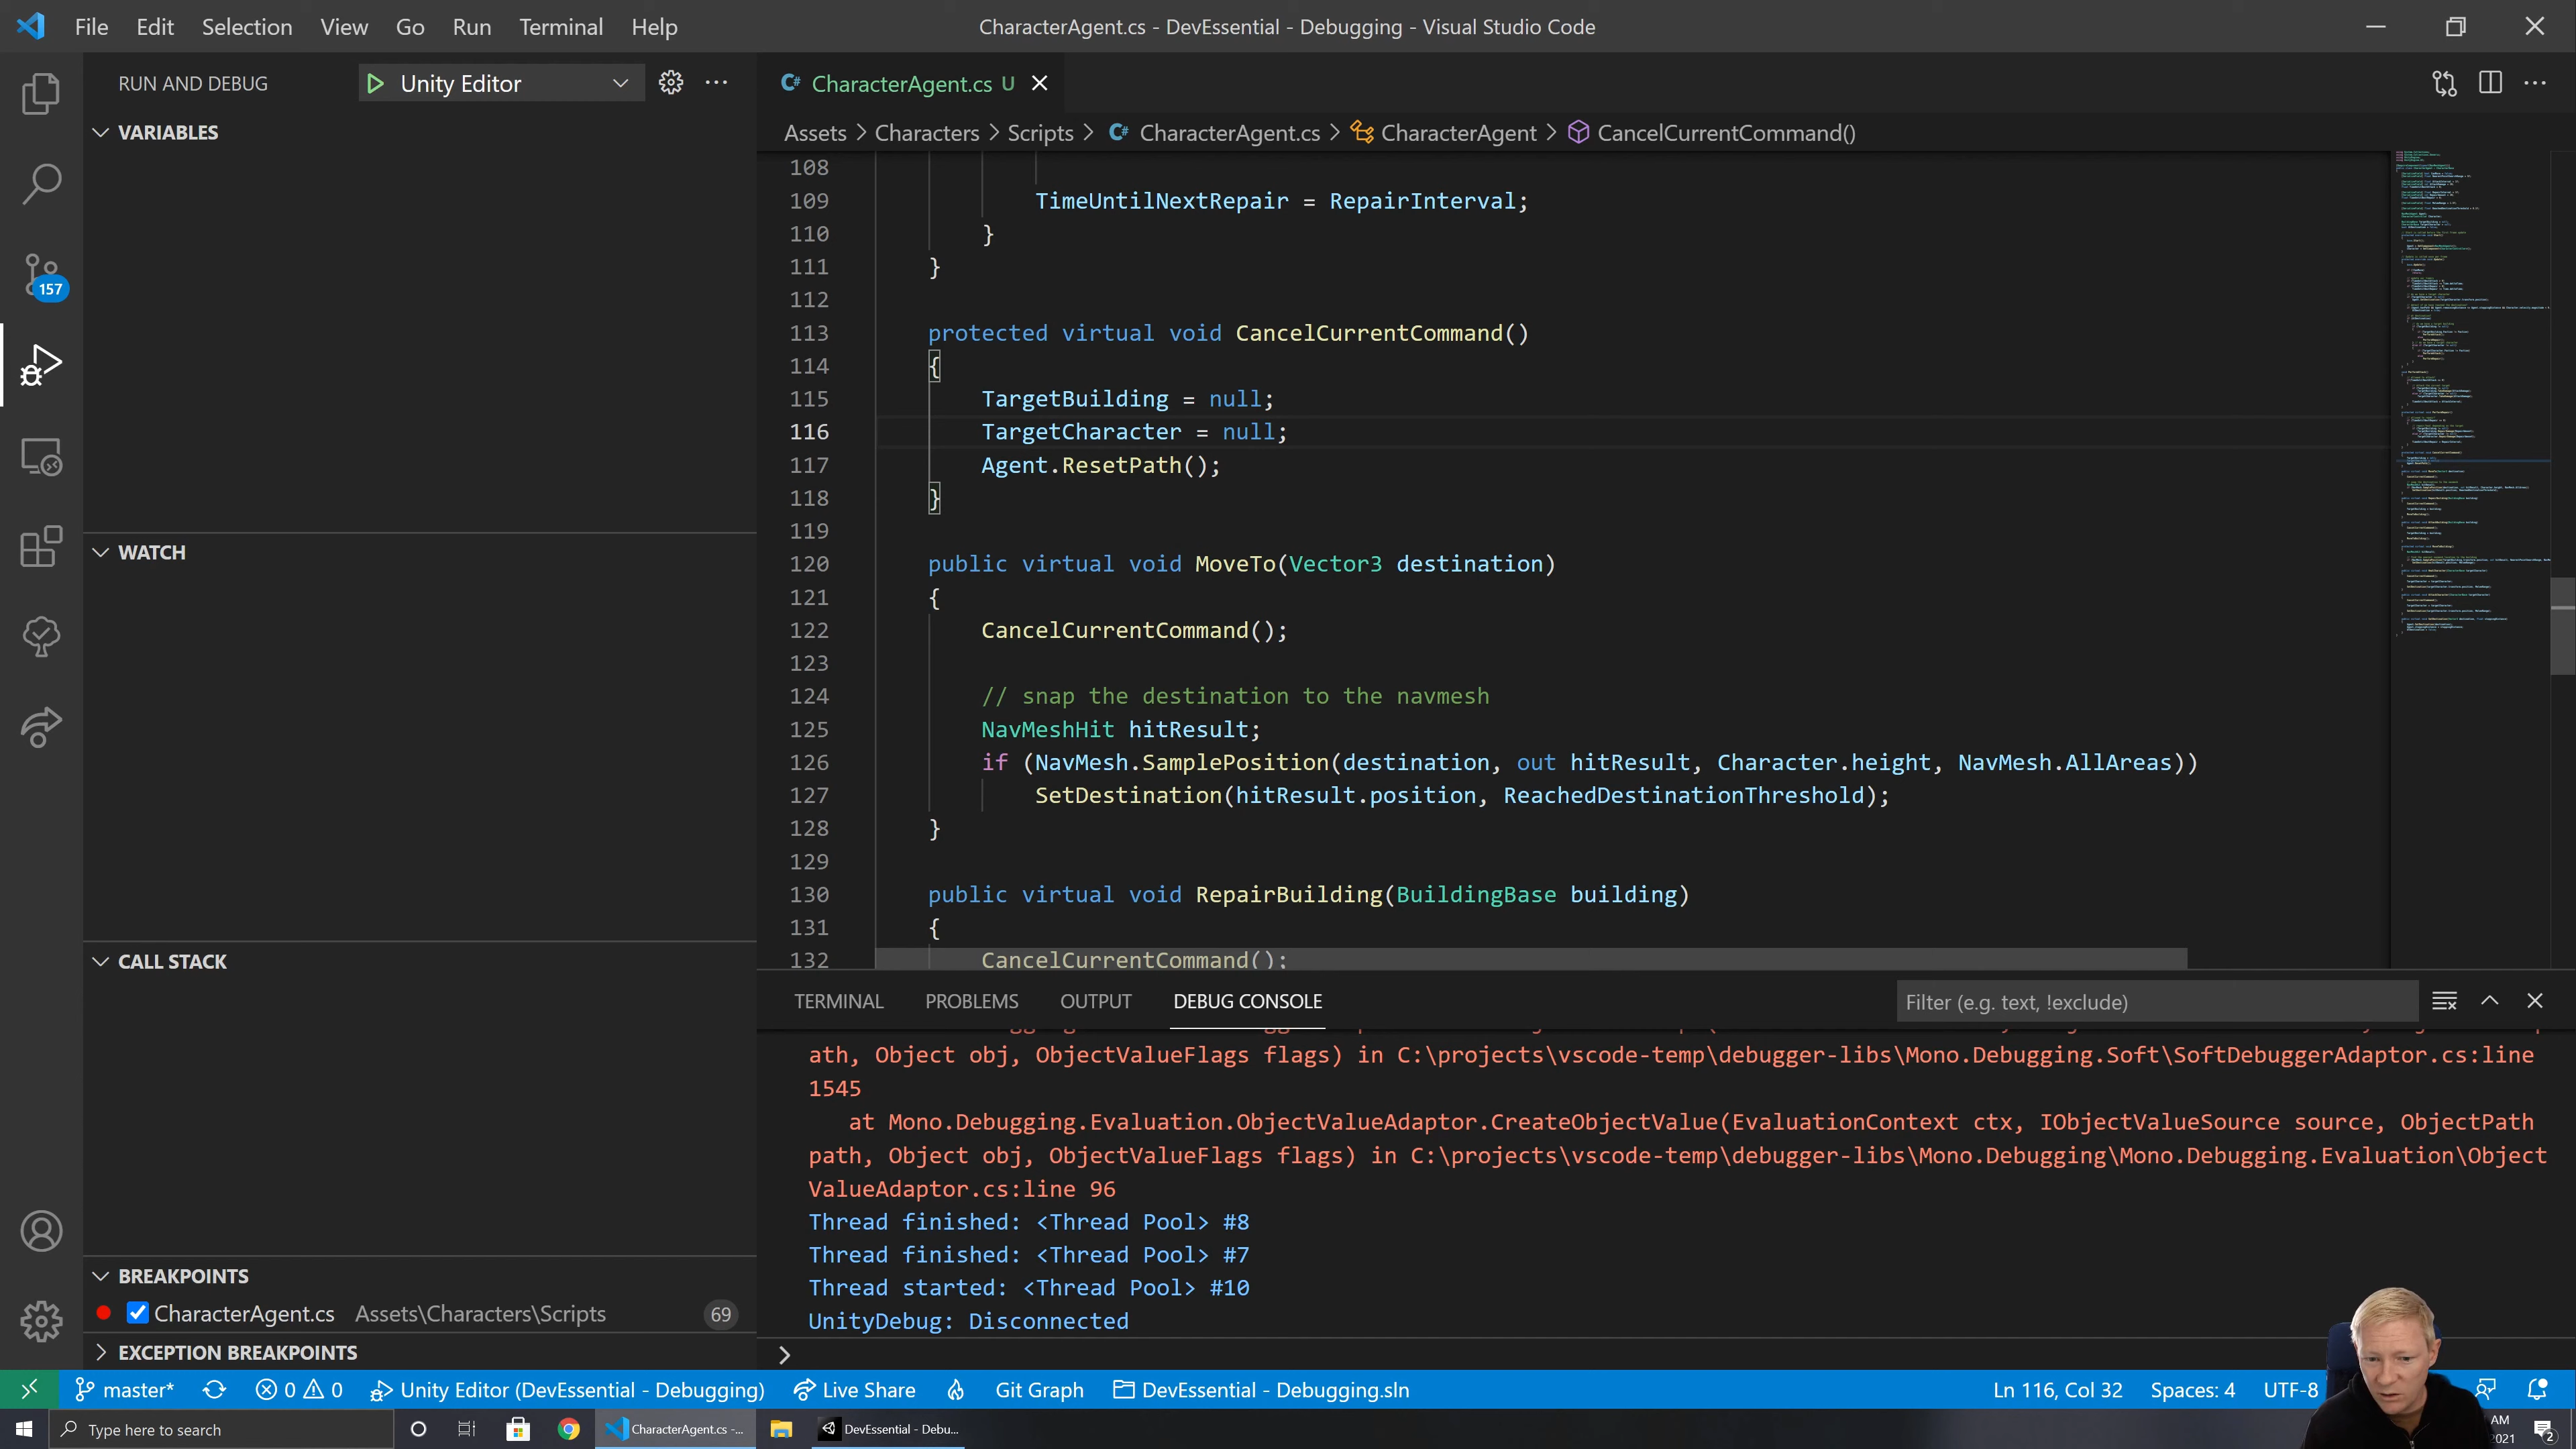 File Edit Selection View Go Run Terminal Help
CharacterAgent.cs - DevEssential - Debugging - Visual Studio Code
RUN AND DEBUG
Unity Editor
CharacterAgent.cs U
VARIABLES
Assets > Characters > Scripts > CharacterAgent.cs > CharacterAgent > CancelCurrentCommand()
108
109 TimeUntilNextRepair = RepairInterval;
110 }
111 }
112
113 protected virtual void CancelCurrentCommand()
114 {
115 TargetBuilding = null;
116 TargetCharacter = null;
117 Agent.ResetPath();
118 }
119
120 public virtual void MoveTo(Vector3 destination)
121 {
122 CancelCurrentCommand();
123
124 // snap the destination to the navmesh
125 NavMeshHit hitResult;
126 if (NavMesh.SamplePosition(destination, out hitResult, Character.height, NavMesh.AllAreas))
127 SetDestination(hitResult.position, ReachedDestinationThreshold);
128 }
129
130 public virtual void RepairBuilding(BuildingBase building)
131 {
132 CancelCurrentCommand();
157
WATCH
CALL STACK
BREAKPOINTS
CharacterAgent.cs Assets\Characters\Scripts 69
EXCEPTION BREAKPOINTS
TERMINAL PROBLEMS OUTPUT DEBUG CONSOLE
Filter (e.g. text, !exclude)
ath, Object obj, ObjectValueFlags flags) in C:\projects\vscode-temp\debugger-libs\Mono.Debugging.Soft\SoftDebuggerAdaptor.cs:line
1545
at Mono.Debugging.Evaluation.ObjectValueAdaptor.CreateObjectValue(EvaluationContext ctx, IObjectValueSource source, ObjectPath
path, Object obj, ObjectValueFlags flags) in C:\projects\vscode-temp\debugger-libs\Mono.Debugging\Mono.Debugging.Evaluation\Object
ValueAdaptor.cs:line 96
Thread finished: <Thread Pool> #8
Thread finished: <Thread Pool> #7
Thread started: <Thread Pool> #10
UnityDebug: Disconnected
master* 0 0 Unity Editor (DevEssential - Debugging) Live Share Git Graph DevEssential - Debugging.sln
Ln 116, Col 32 Spaces: 4 UTF-8
Type here to search
CharacterAgent.cs -...
DevEssential - Debu...
AM
2021
2